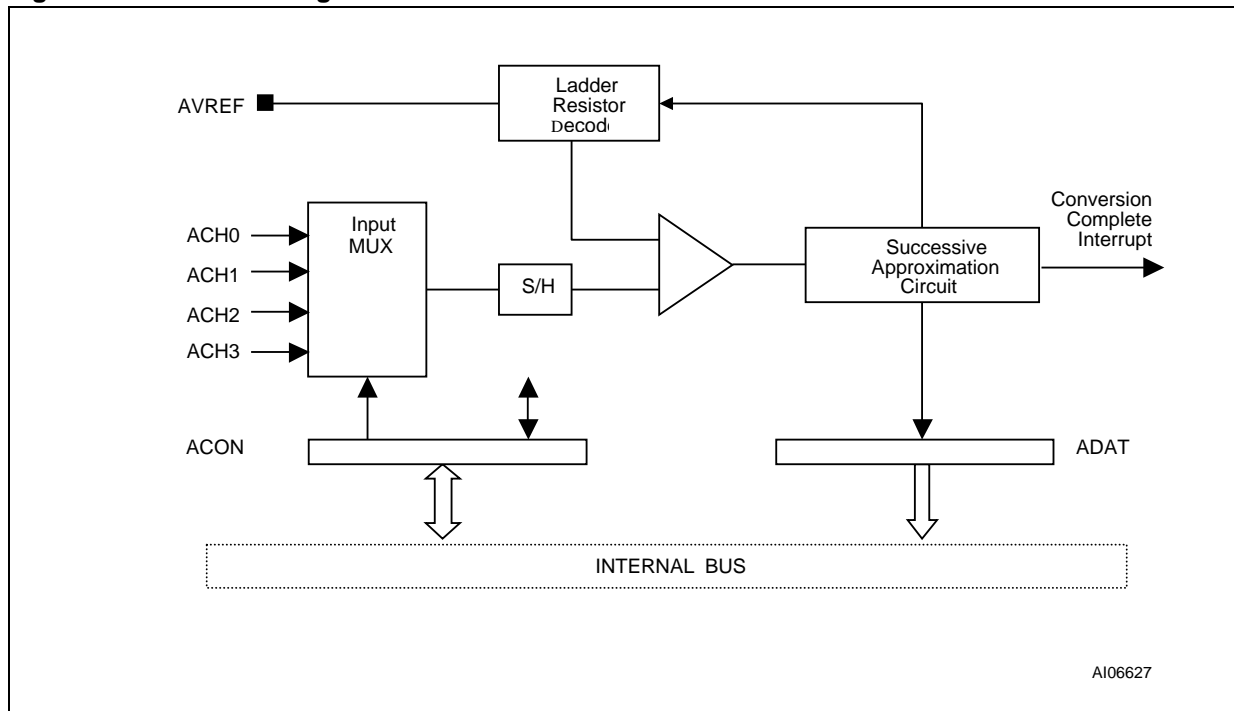 AVREF
Ladder
Resistor
Decode
ACH0
ACH1
ACH2
ACH3
Input
MUX
S/H
Successive
Approximation
Circuit
Conversion
Complete
Interrupt
ACON
ADAT
INTERNAL BUS
AI06627